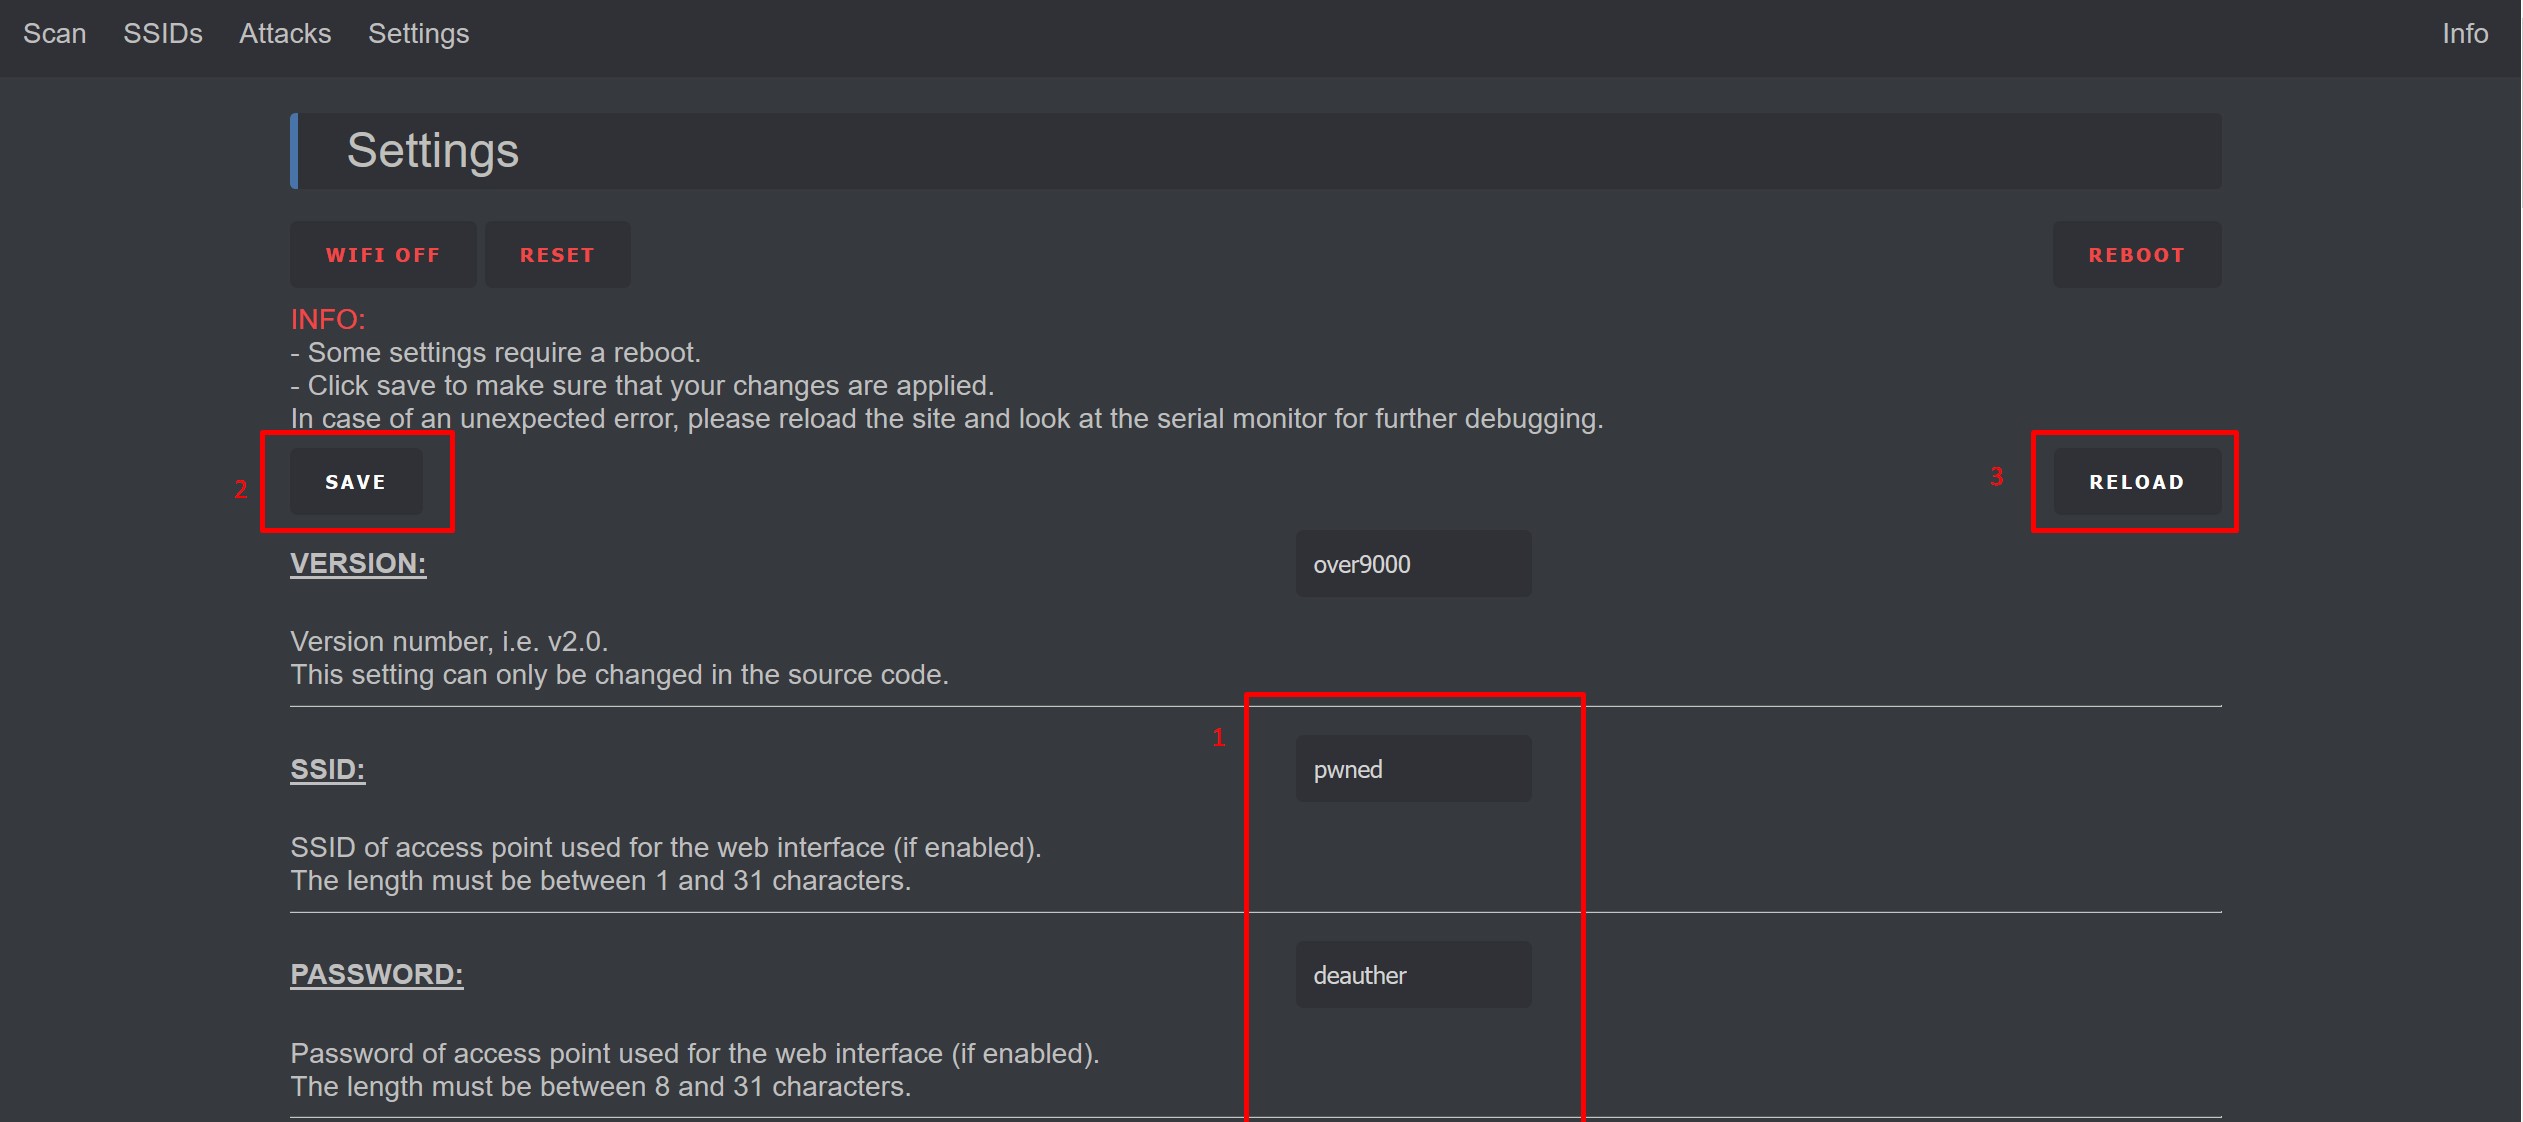 Scan SSIDs Attacks Settings Info
Settings
WIFI OFF RESET REBOOT
INFO:
- Some settings require a reboot.
- Click save to make sure that your changes are applied.
In case of an unexpected error, please reload the site and look at the serial monitor for further debugging.
2 SAVE 3 RELOAD
VERSION: over9000
Version number, i.e. v2.0.
This setting can only be changed in the source code.
1
SSID: pwned
SSID of access point used for the web interface (if enabled).
The length must be between 1 and 31 characters.
PASSWORD: deauther
Password of access point used for the web interface (if enabled).
The length must be between 8 and 31 characters.